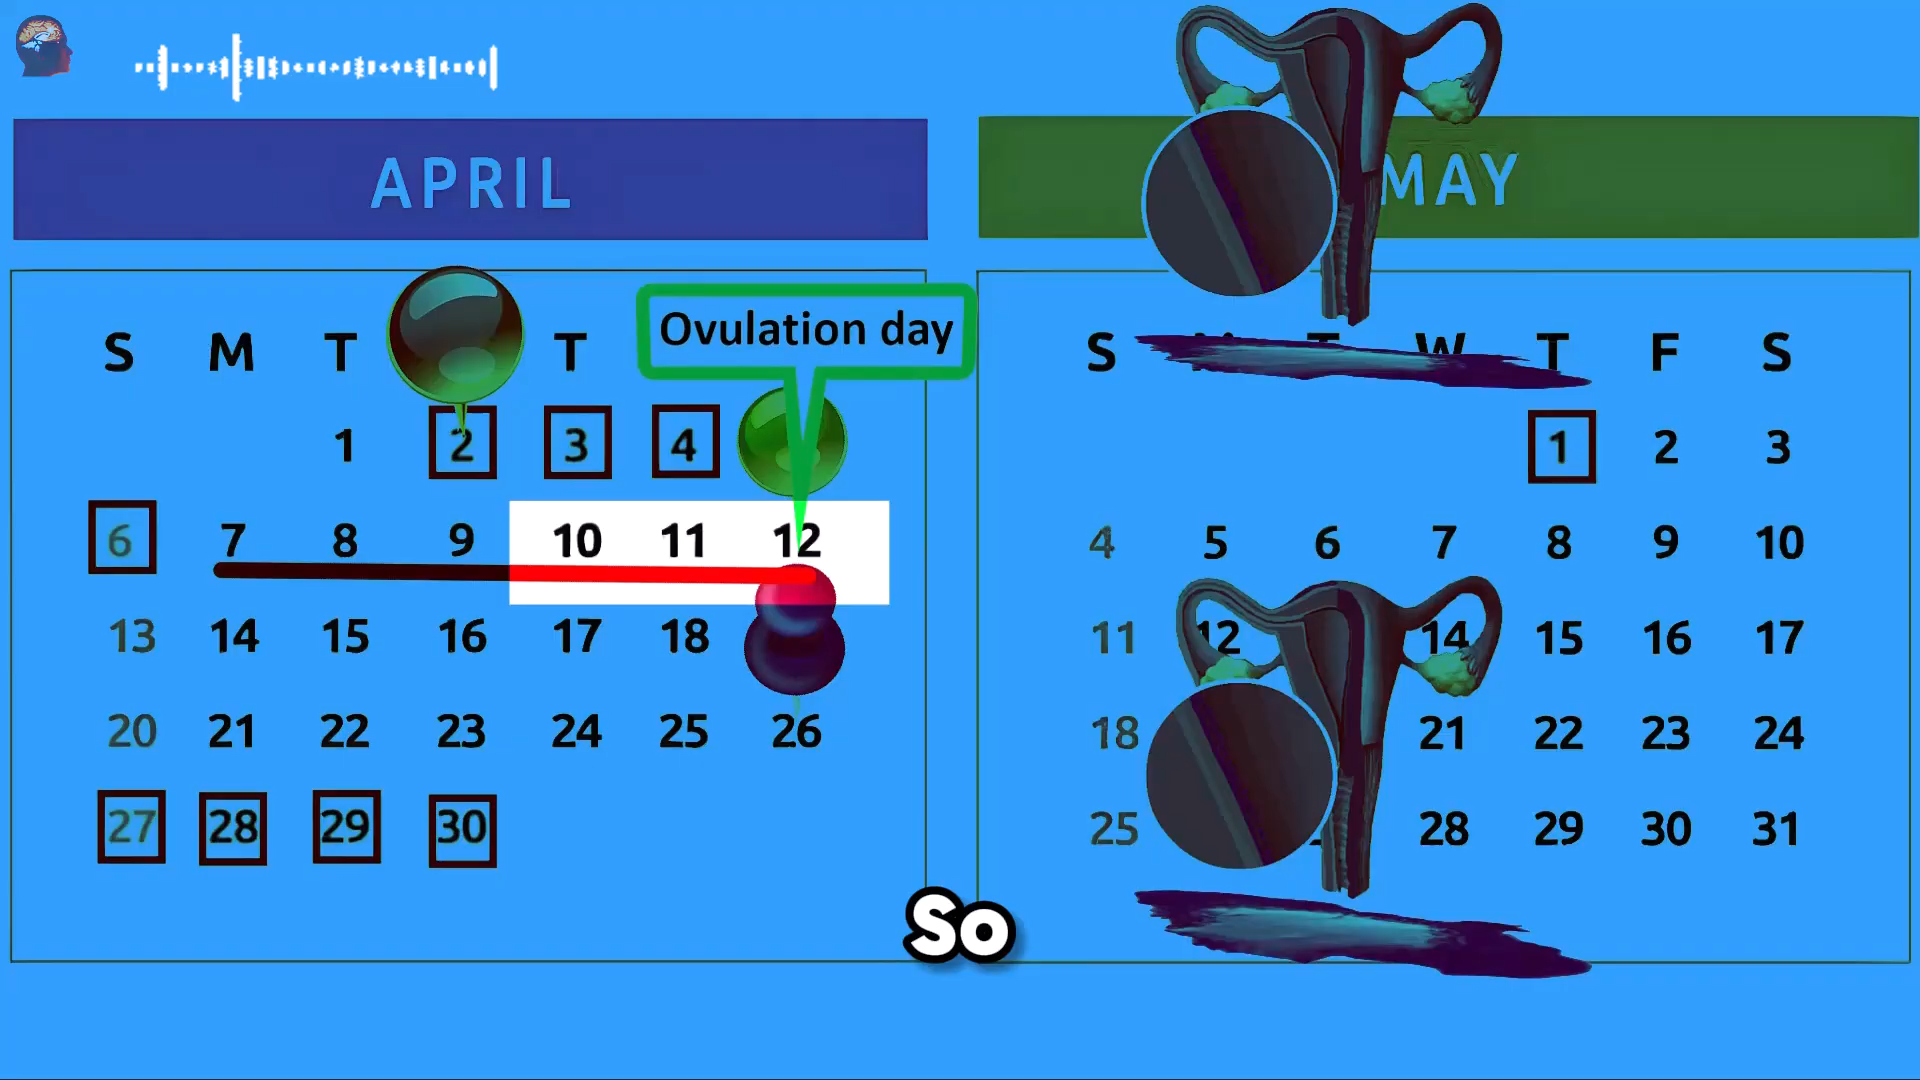 APRIL
MAY
S M T T
Ovulation day
1 2 3 4
6 7 8 9 10 11 12
13 14 15 16 17 18
20 21 22 23 24 25 26
27 28 29 30
S T W T F S
1 2 3
4 5 6 7 8 9 10
11 12 14 15 16 17
18 21 22 23 24
25 28 29 30 31
So